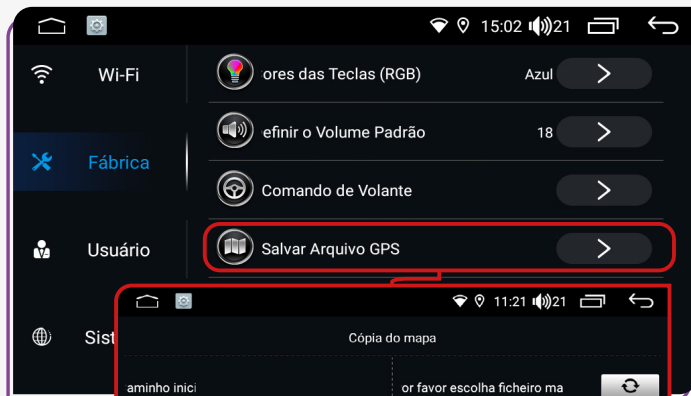 15:02 21
Wi-Fi
ores das Teclas (RGB) Azul
efinir o Volume Padrão 18
Fábrica
Comando de Volante
Usuário
Salvar Arquivo GPS
11:21 21
Sist
Cópia do mapa
aminho inici or favor escolha ficheiro ma